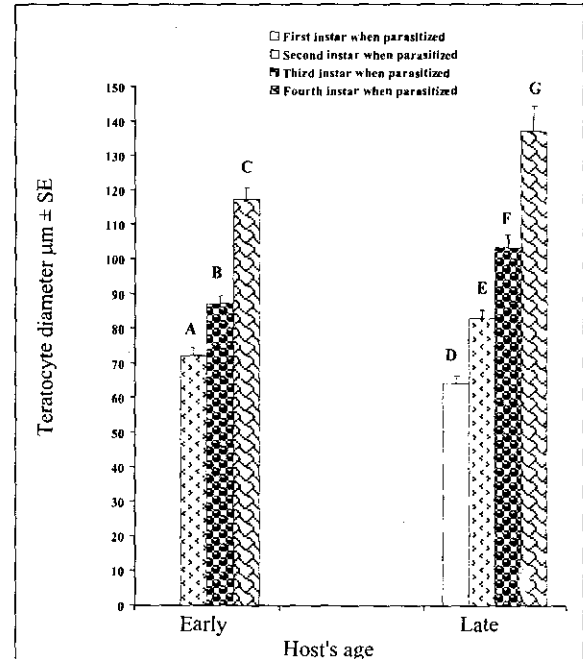 First instar when parasitized
Second instar when parasitized
Third instar when parasitized
Fourth instar when parasitized
Teratocyte diameter µm ± SE
150
140
130
120
110
100
90
80
70
60
50
40
30
20
10
0
A
B
C
D
E
F
G
Early
Late
Host's age